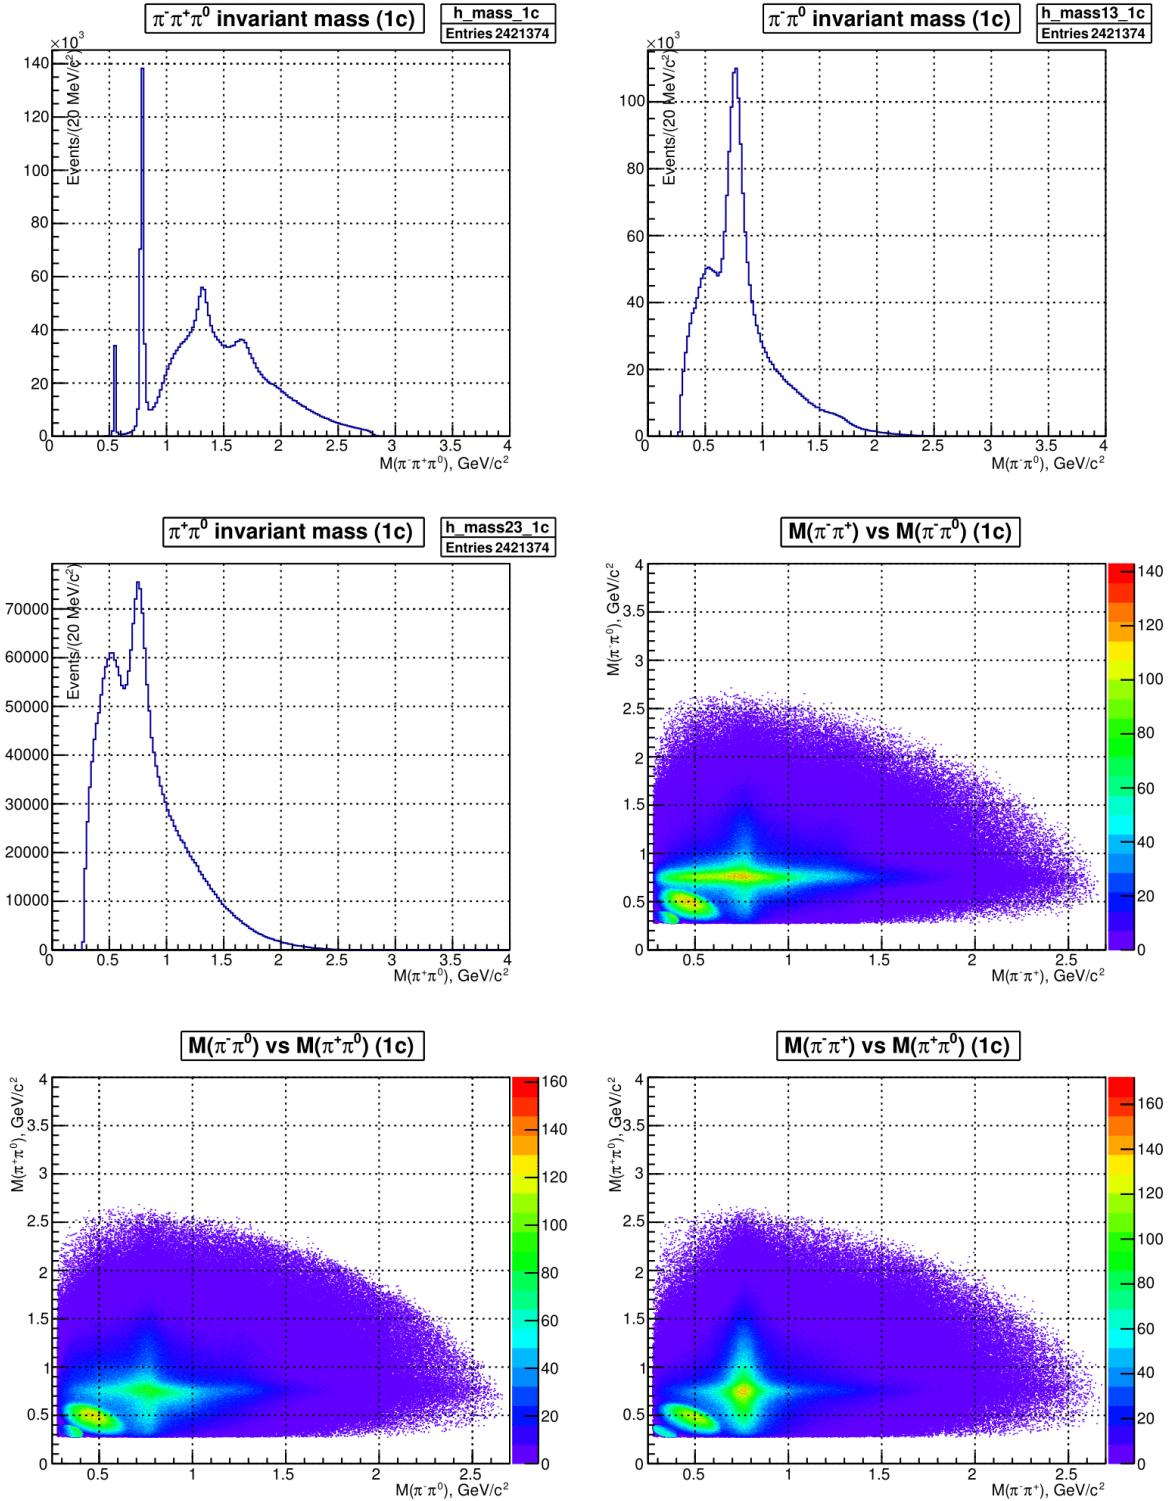 π⁻π⁺π⁰ invariant mass (1c)
h_mass_1c
Entries 2421374
×10³
Events/(20 MeV/c²)
140
120
100
80
60
40
20
0
0 0.5 1 1.5 2 2.5 3 3.5 4
M(π⁻π⁺π⁰), GeV/c²
π⁻π⁰ invariant mass (1c)
h_mass13_1c
Entries 2421374
×10³
Events/(20 MeV/c²)
100
80
60
40
20
0
0 0.5 1 1.5 2 2.5 3 3.5 4
M(π⁻π⁰), GeV/c²
π⁺π⁰ invariant mass (1c)
h_mass23_1c
Entries 2421374
Events/(20 MeV/c²)
70000
60000
50000
40000
30000
20000
10000
0
0 0.5 1 1.5 2 2.5 3 3.5 4
M(π⁺π⁰), GeV/c²
M(π⁻π⁺) vs M(π⁻π⁰) (1c)
M(π⁻π⁰), GeV/c²
4
3.5
3
2.5
2
1.5
1
0.5
0
0.5 1 1.5 2 2.5
M(π⁻π⁺), GeV/c²
140
120
100
80
60
40
20
0
M(π⁻π⁰) vs M(π⁺π⁰) (1c)
M(π⁺π⁰), GeV/c²
4
3.5
3
2.5
2
1.5
1
0.5
0
0.5 1 1.5 2 2.5
M(π⁻π⁰), GeV/c²
160
140
120
100
80
60
40
20
0
M(π⁻π⁺) vs M(π⁺π⁰) (1c)
M(π⁺π⁰), GeV/c²
4
3.5
3
2.5
2
1.5
1
0.5
0
0.5 1 1.5 2 2.5
M(π⁻π⁺), GeV/c²
160
140
120
100
80
60
40
20
0